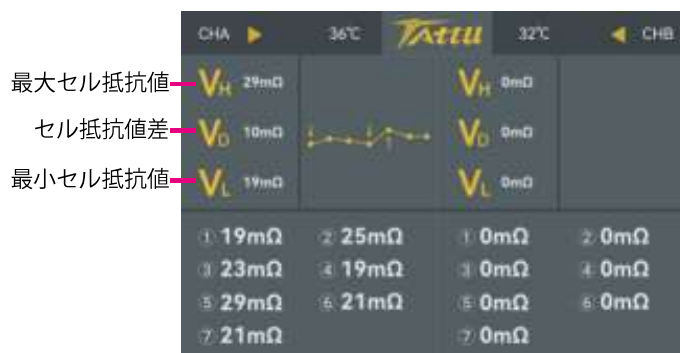 CHA 36℃ TATTU 32℃ CHB
最大セル抵抗値 VH 29mΩ VH 0mΩ
セル抵抗値差 VD 10mΩ VD 0mΩ
最小セル抵抗値 VL 19mΩ VL 0mΩ
① 19mΩ ② 25mΩ ① 0mΩ ② 0mΩ
③ 23mΩ ④ 19mΩ ③ 0mΩ ④ 0mΩ
⑤ 29mΩ ⑥ 21mΩ ⑤ 0mΩ ⑥ 0mΩ
⑦ 21mΩ ⑦ 0mΩ